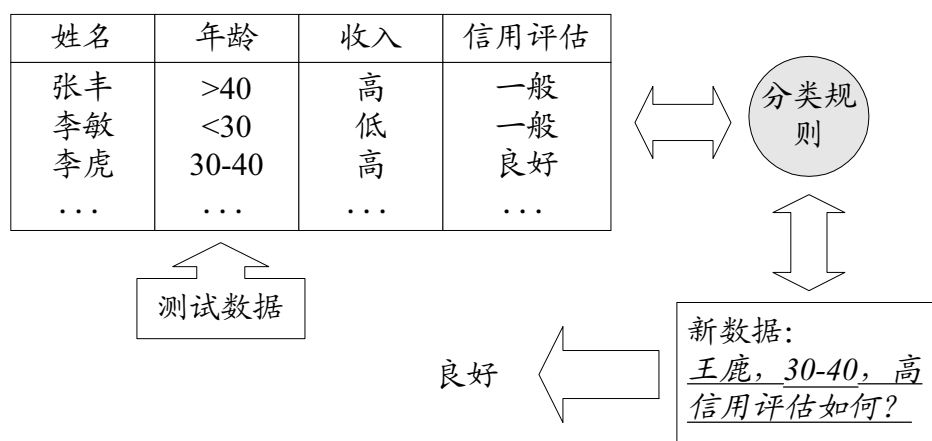 姓名 年龄 收入 信用评估
张丰 >40 高 一般
李敏 <30 低 一般
李虎 30-40 高 良好
... ... ... ...
分类规
则
测试数据
新数据:
王鹿，30-40，高
信用评估如何?
良好